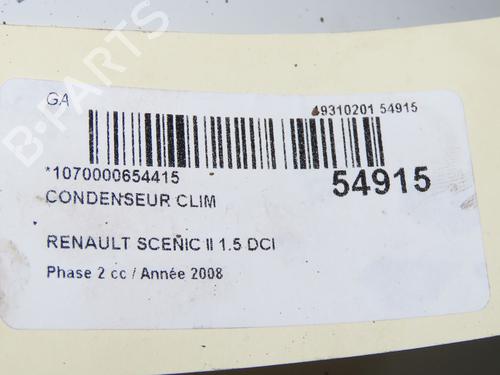 B-PARTS
GA
49310201 54915
*1070000654415
54915
CONDENSEUR CLIM
RENAULT SCENIC II 1.5 DCI
Phase 2 cc / Année 2008